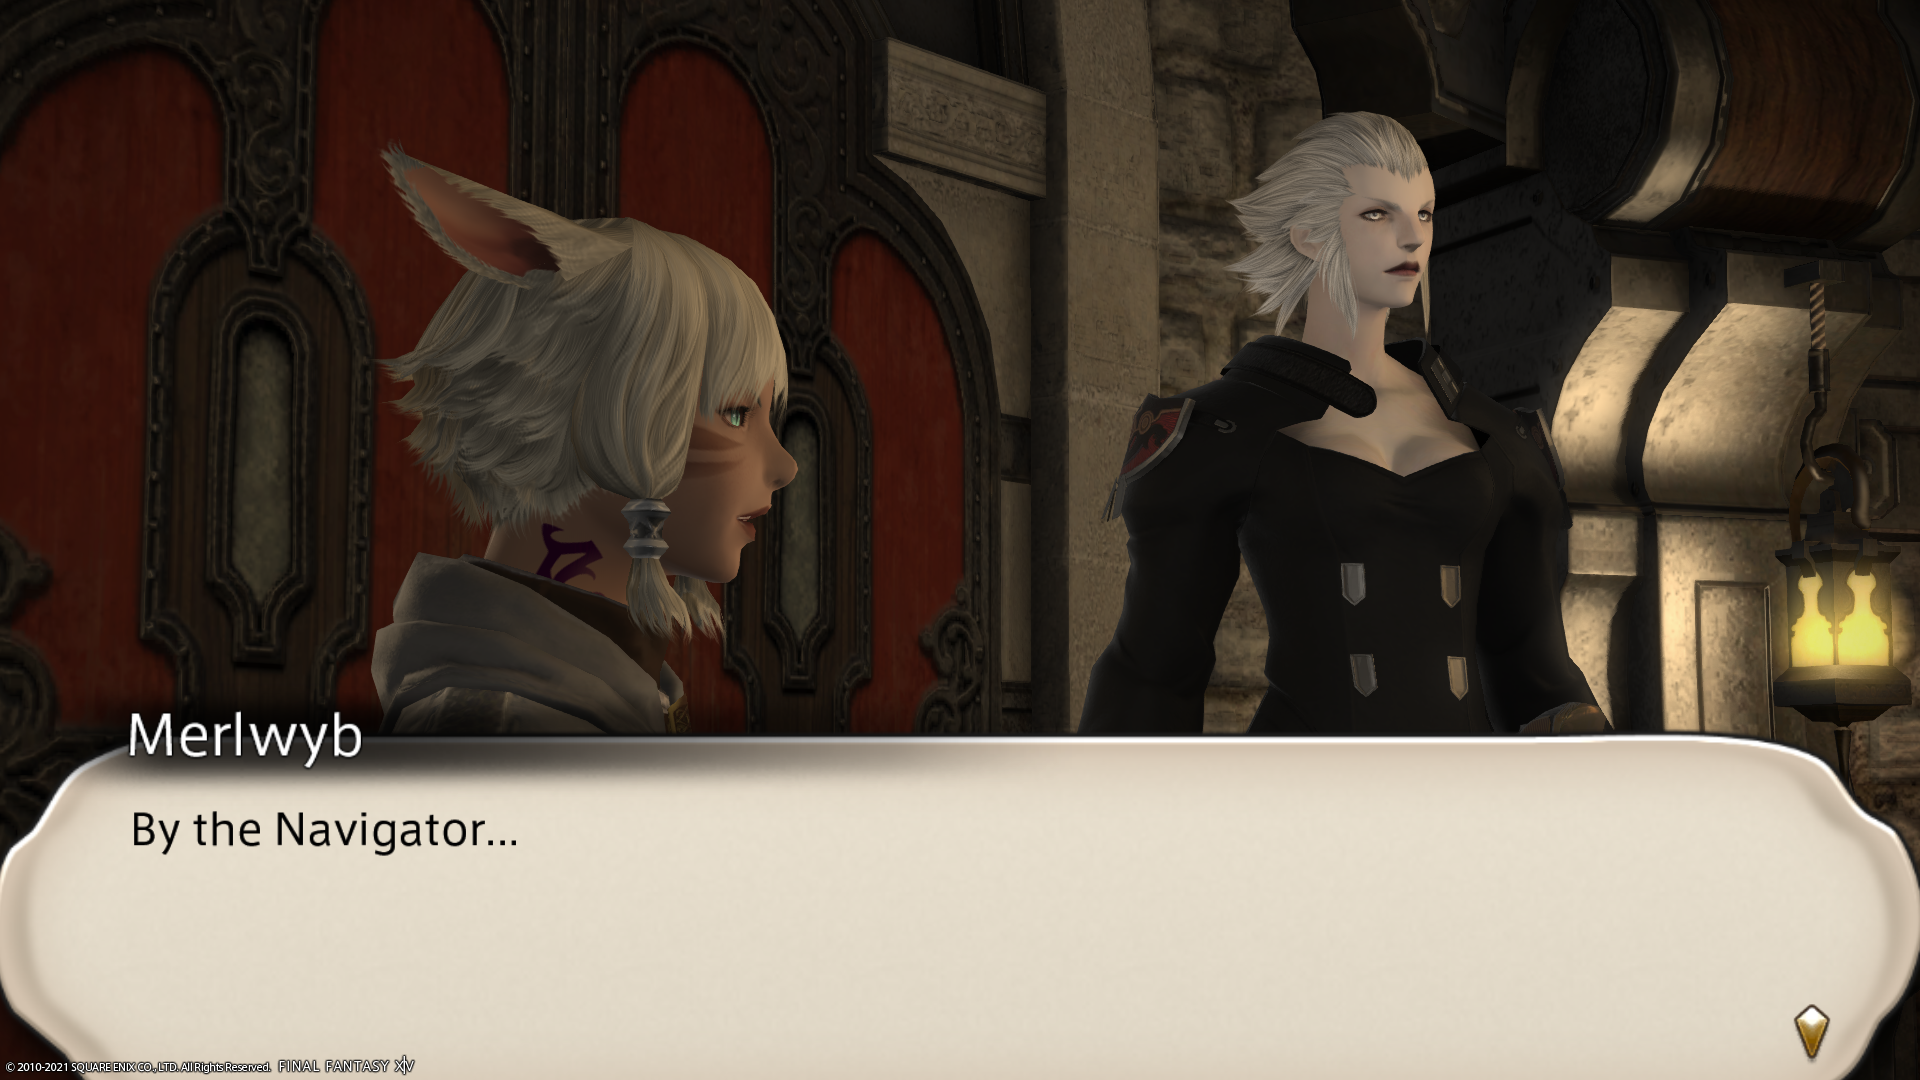 Merlwyb
By the Navigator...
© 2010-2021 SQUARE ENIX CO., LTD. All Rights Reserved. FINAL FANTASY XIV